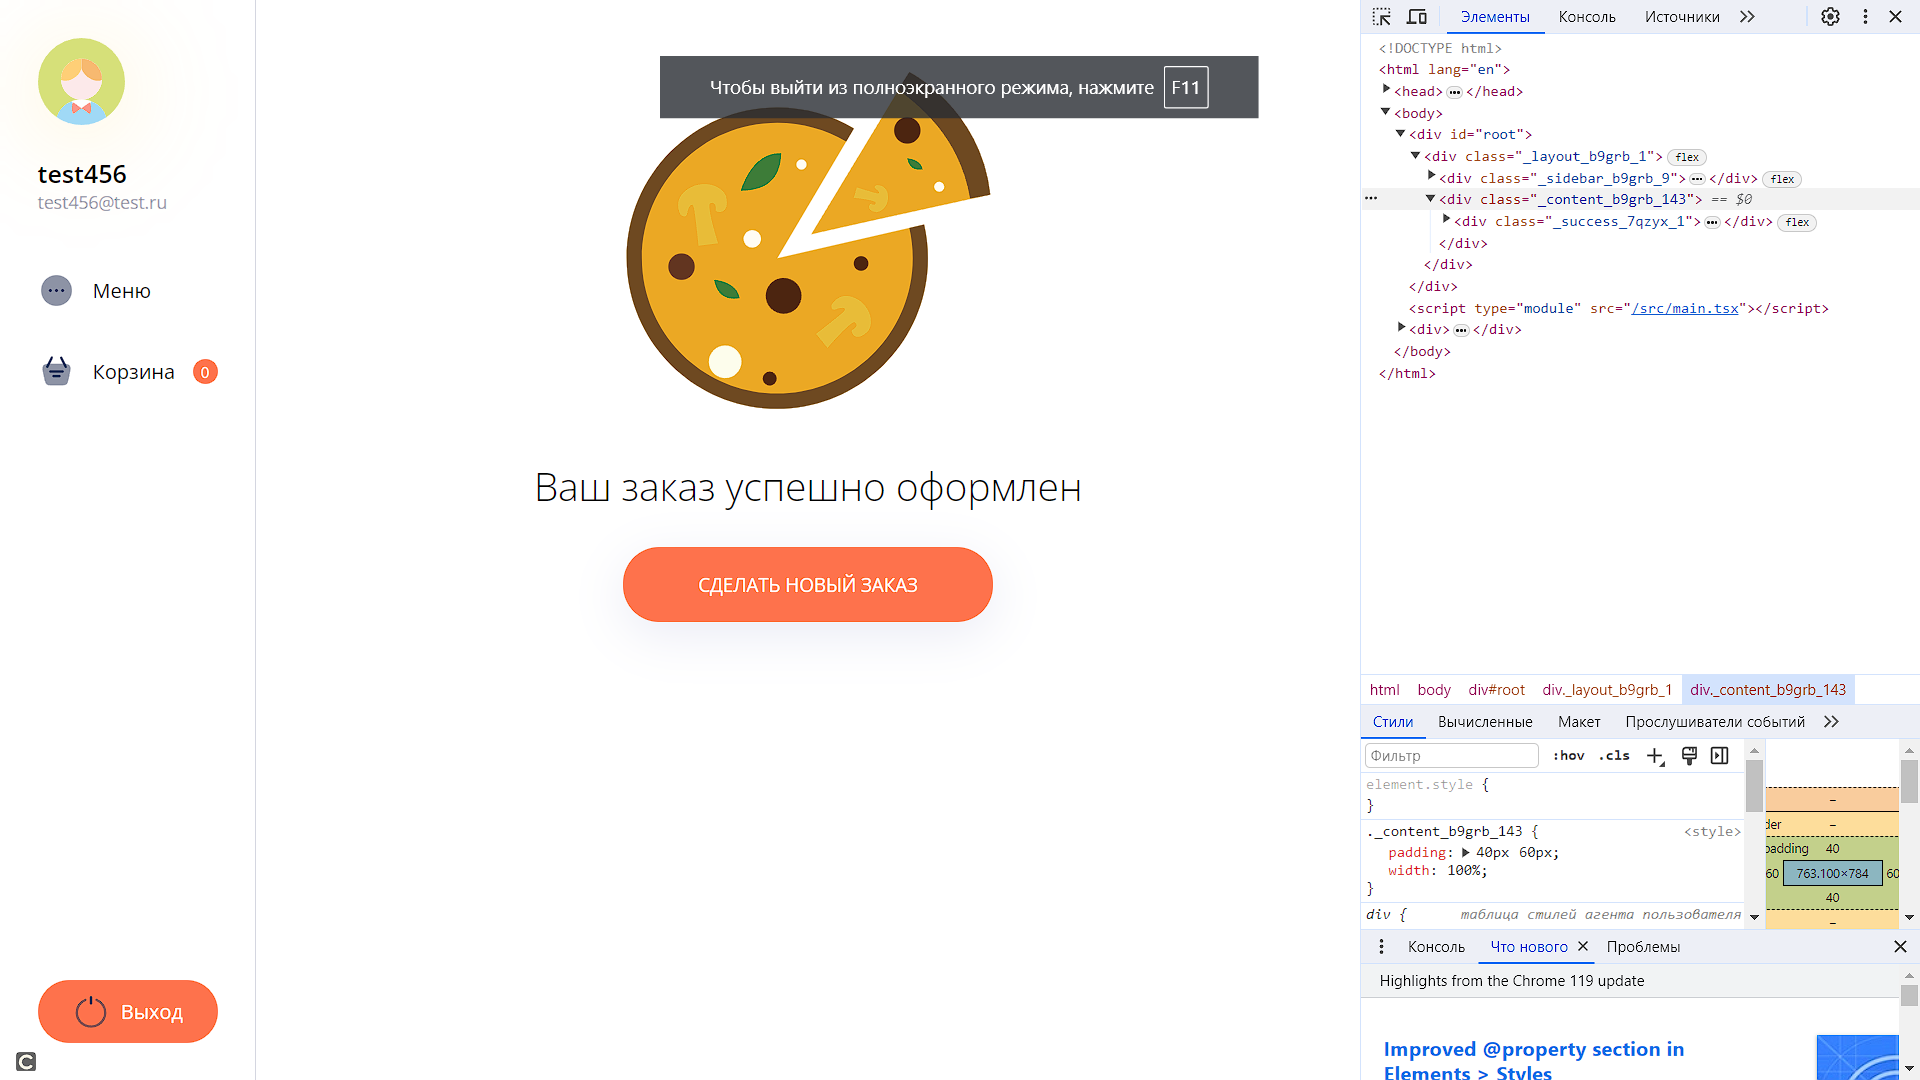 test456
test456@test.ru
Меню
Корзина 0
Выход
C
Чтобы выйти из полноэкранного режима, нажмите F11
Ваш заказ успешно оформлен
СДЕЛАТЬ НОВЫЙ ЗАКАЗ
Элементы Консоль Источники
<!DOCTYPE html>
<html lang="en">
<head> ••• </head>
<body>
<div id="root">
<div class="_layout_b9grb_1"> flex
<div class="_sidebar_b9grb_9"> ••• </div> flex
••• <div class="_content_b9grb_143"> == $0
<div class="_success_7qzyx_1"> ••• </div> flex
</div>
</div>
</div>
<script type="module" src="/src/main.tsx"></script>
<div> ••• </div>
</body>
</html>
html body div#root div._layout_b9grb_1 div._content_b9grb_143
Стили Вычисленные Макет Прослушиватели событий
Фильтр :hov .cls
element.style {
}
._content_b9grb_143 { <style>
padding: 40px 60px;
width: 100%;
}
div { таблица стилей агента пользователя
–
der –
padding 40
60 763.100×784 60
40
–
Консоль Что нового Проблемы
Highlights from the Chrome 119 update
Improved @property section in
Elements > Styles